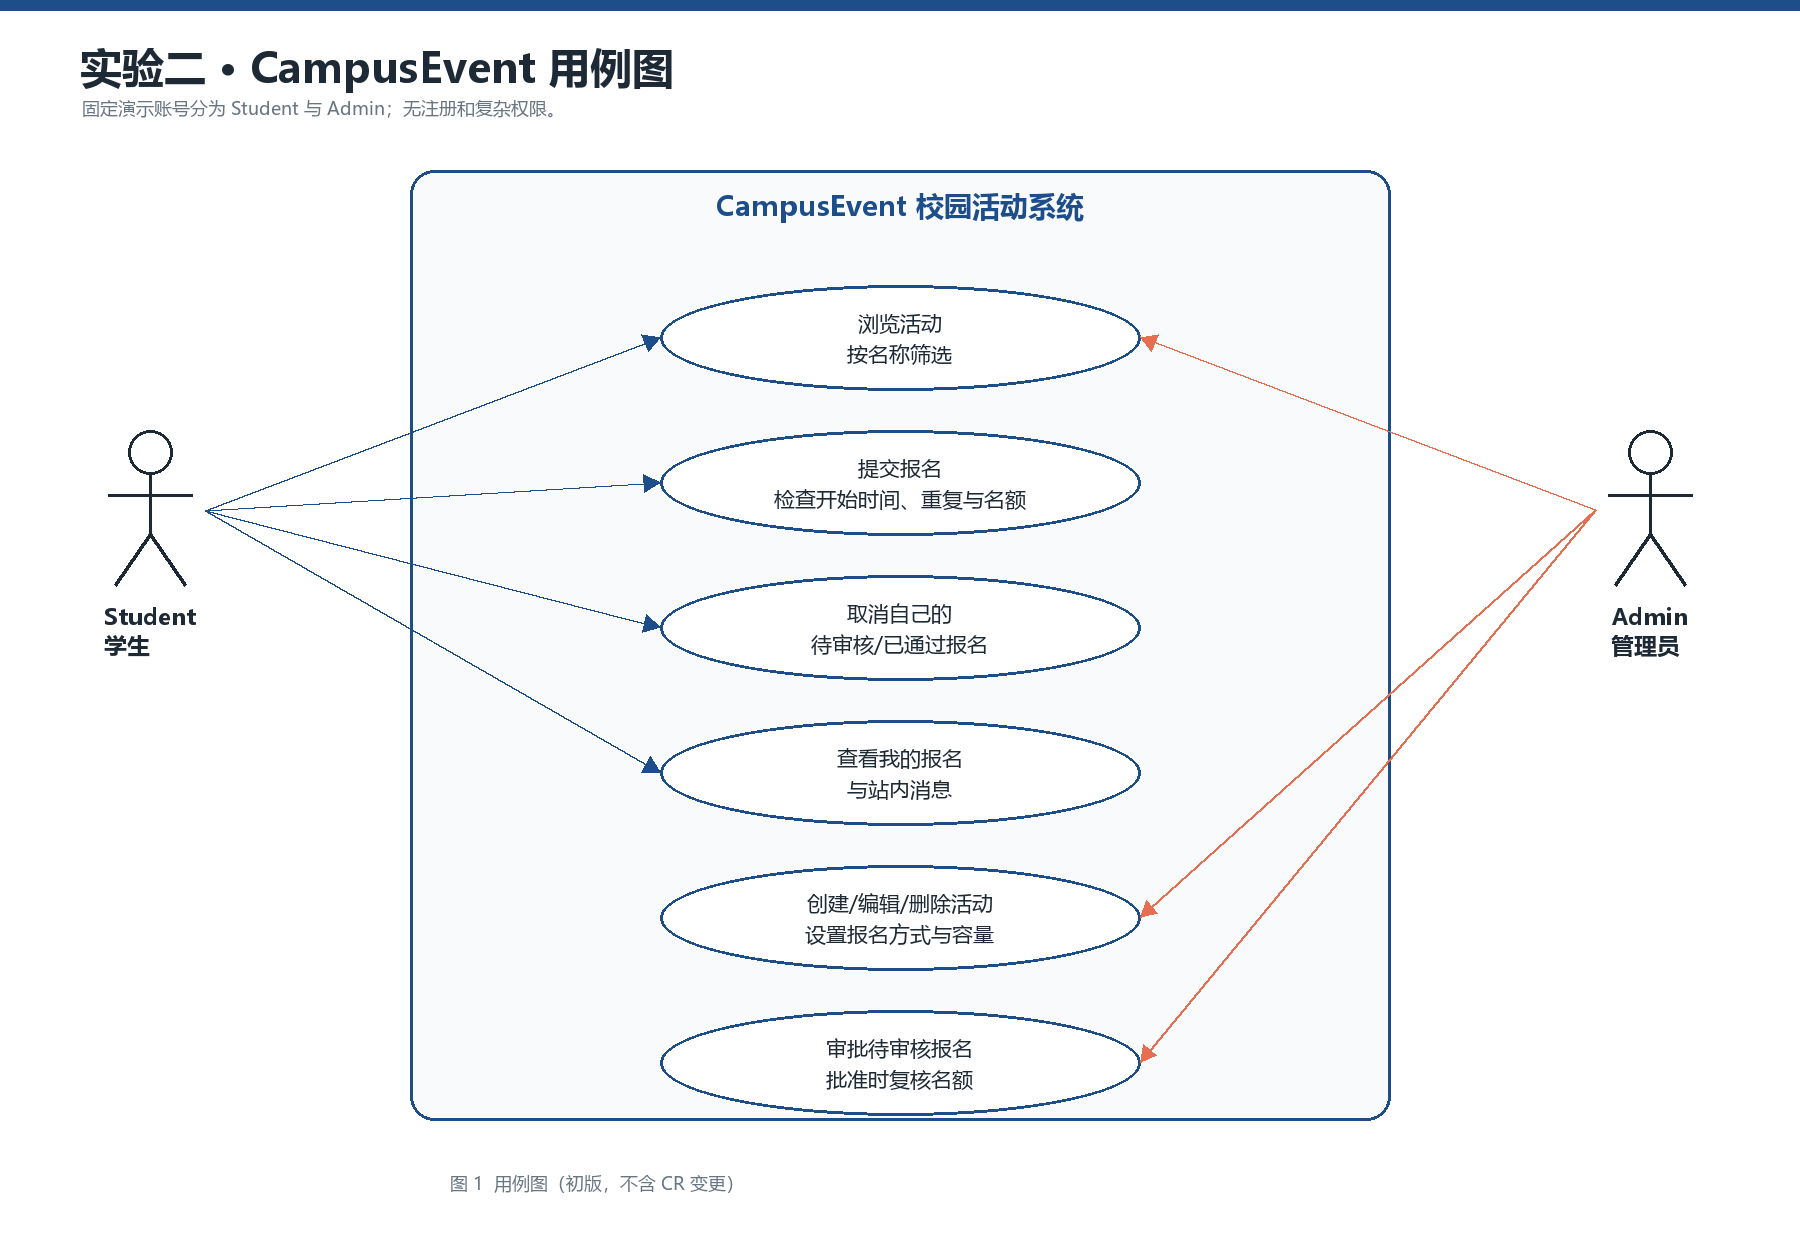 实验二 • CampusEvent 用例图
固定演示账号分为 Student 与 Admin；无注册和复杂权限。
CampusEvent 校园活动系统
浏览活动
按名称筛选
提交报名
检查开始时间、重复与名额
取消自己的
待审核/已通过报名
Student
学生
Admin
管理员
查看我的报名
与站内消息
创建/编辑/删除活动
设置报名方式与容量
审批待审核报名
批准时复核名额
图 1 用例图（初版，不含 CR 变更）